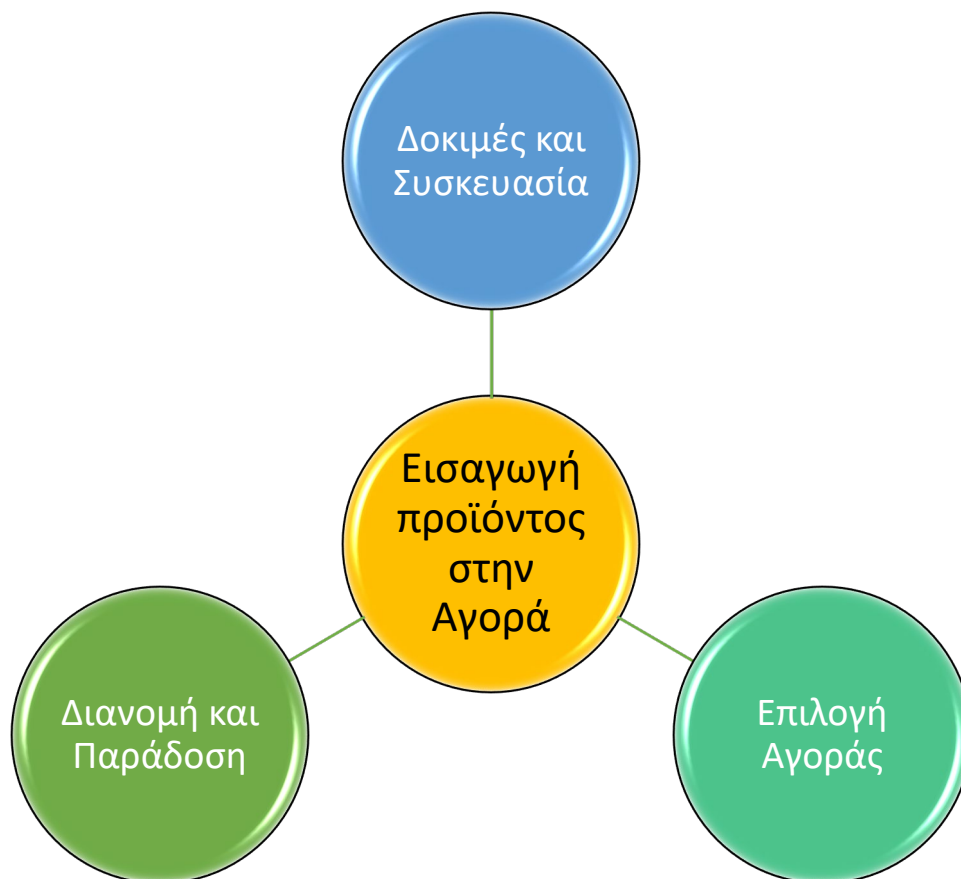 Δοκιμές και
Συσκευασία
Εισαγωγή
προϊόντος
στην
Αγορά
Διανομή και
Παράδοση
Επιλογή
Αγοράς